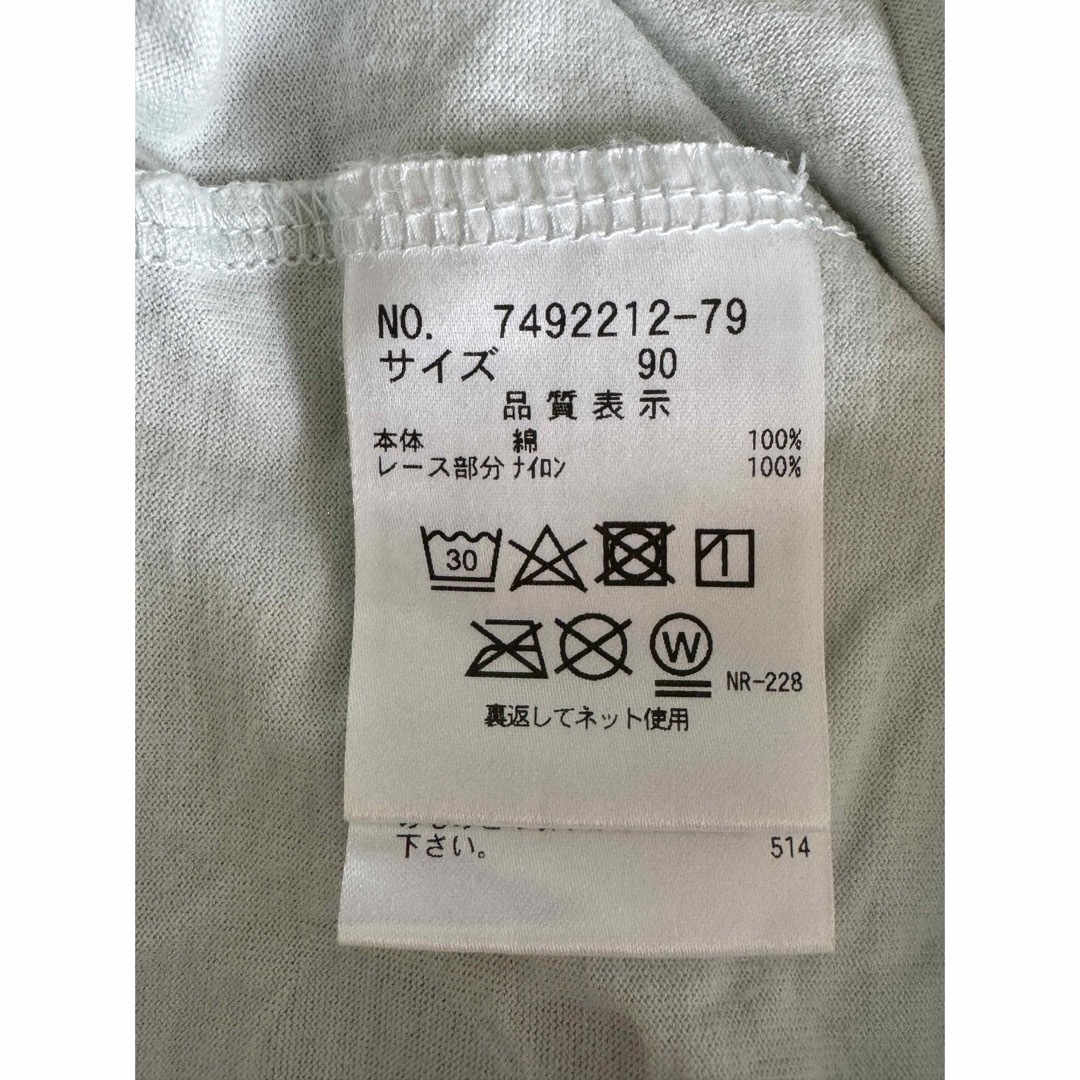 NO. 7492212-79
サイズ 90
品質表示
本体 綿 100%
レース部分 ナイロン 100%
30
W
NR-228
裏返してネット使用
下さい。 514